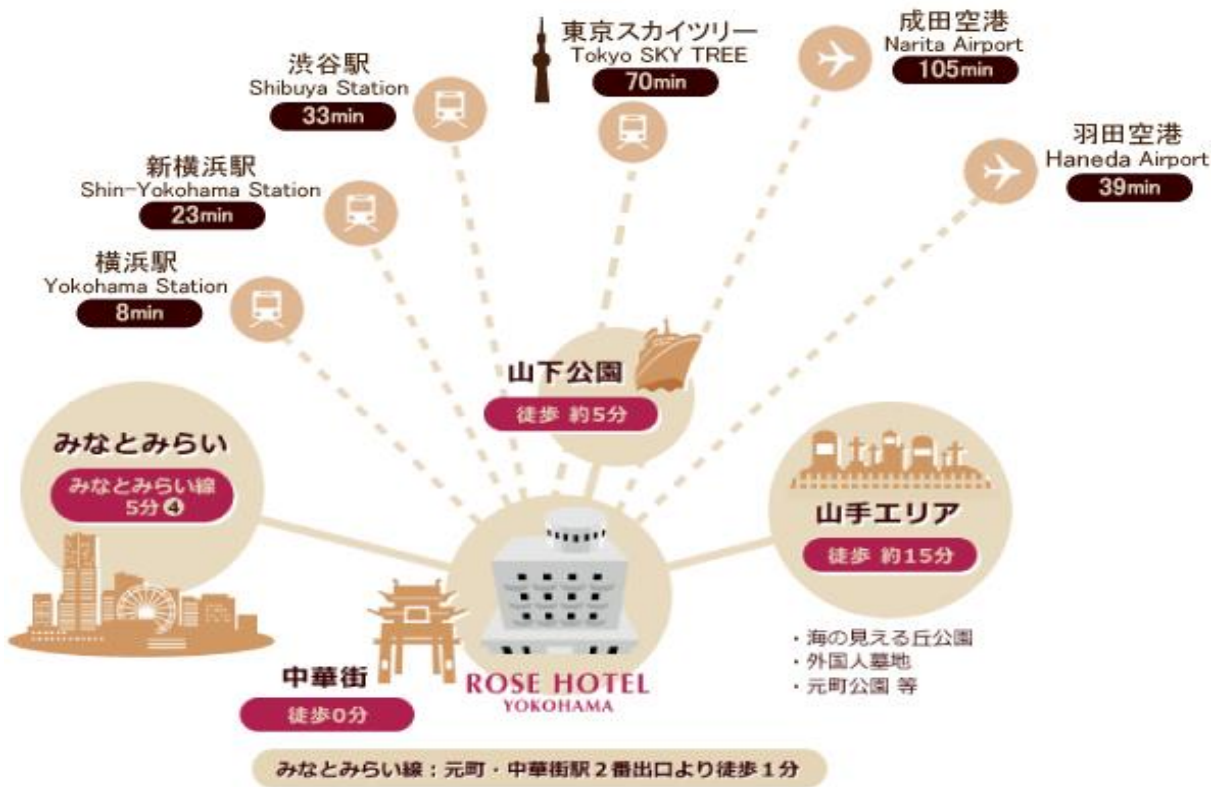 東京スカイツリー
Tokyo SKY TREE
70min
成田空港
Narita Airport
105min
渋谷駅
Shibuya Station
33min
羽田空港
Haneda Airport
39min
新横浜駅
Shin-Yokohama Station
23min
横浜駅
Yokohama Station
8min
山下公園
徒歩 約5分
みなとみらい
みなとみらい線
5分❹
山手エリア
徒歩 約15分
・海の見える丘公園
・外国人墓地
・元町公園 等
中華街
徒歩0分
ROSE HOTEL
YOKOHAMA
みなとみらい線：元町・中華街駅２番出口より徒歩１分